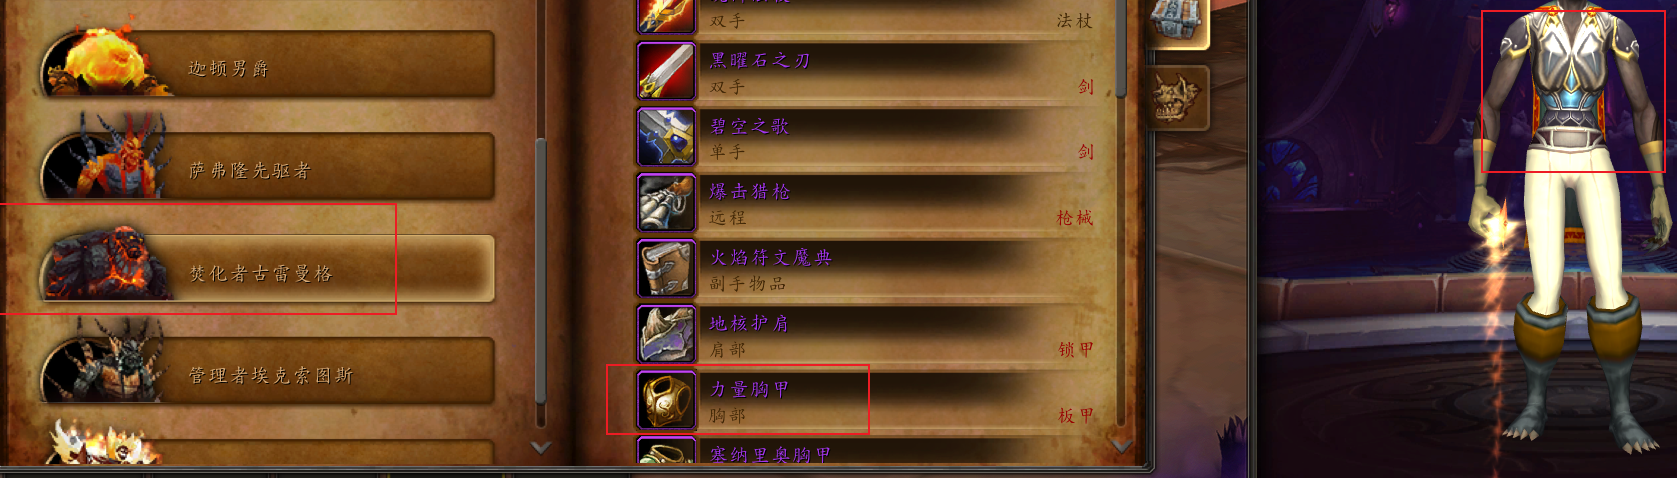 迦顿男爵
萨弗隆先驱者
焚化者古雷曼格
管理者埃克索图斯
双手 法杖
黑曜石之刃
双手 剑
碧空之歌
单手 剑
爆击猎枪
远程 枪械
火焰符文魔典
副手物品
地核护肩
肩部 锁甲
力量胸甲
胸部 板甲
塞纳里奥胸甲